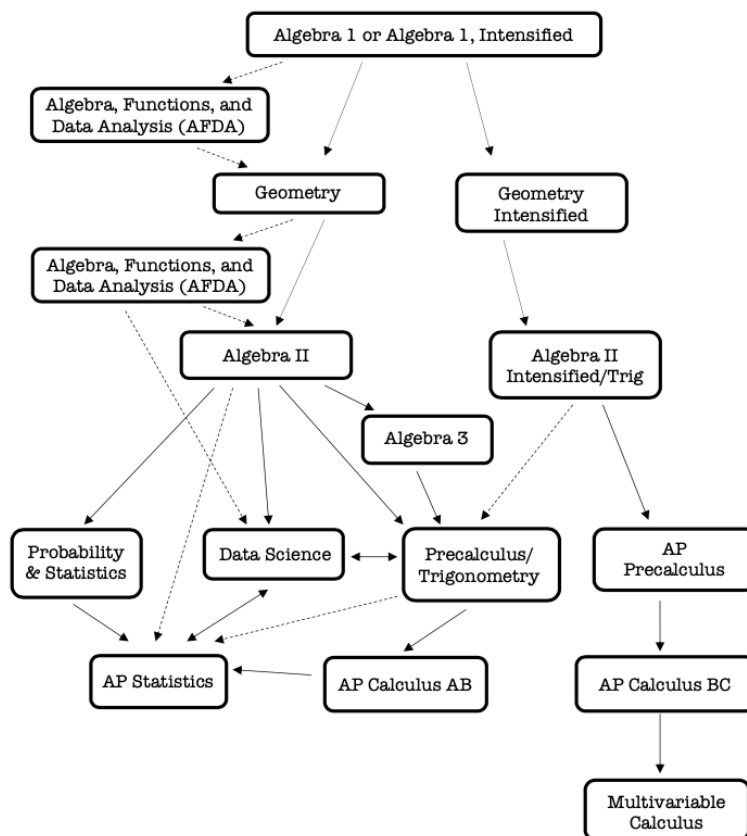 Algebra 1 or Algebra 1, Intensified
Algebra, Functions, and
Data Analysis (AFDA)
Geometry
Geometry
Intensified
Algebra, Functions, and
Data Analysis (AFDA)
Algebra II
Algebra II
Intensified/Trig
Algebra 3
Probability
& Statistics
Data Science
Precalculus/
Trigonometry
AP
Precalculus
AP Statistics
AP Calculus AB
AP Calculus BC
Multivariable
Calculus